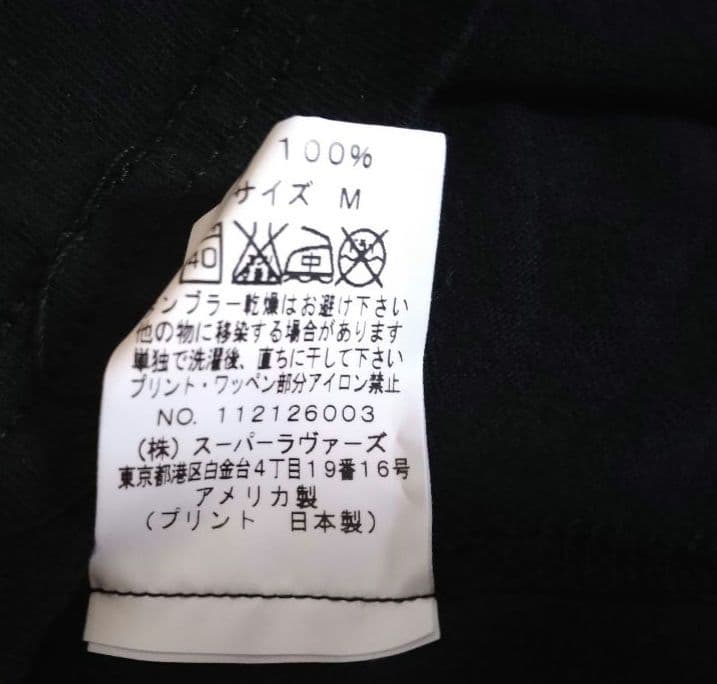 100%
サイズ M
40 中
タンブラー乾燥はお避け下さい
他の物に移染する場合があります
単独で洗濯後、直ちに干して下さい
プリント・ワッペン部分アイロン禁止
NO. 112126003
(株) スーパーラヴァーズ
東京都港区白金台4丁目19番16号
アメリカ製
(プリント 日本製)